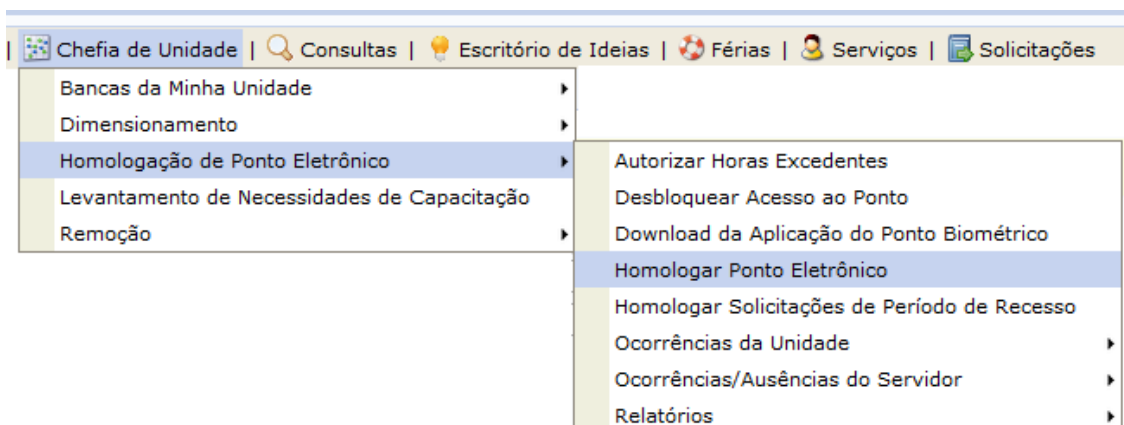 | Chefia de Unidade | Consultas | Escritório de Ideias | Férias | Serviços | Solicitações
Bancas da Minha Unidade
Dimensionamento
Homologação de Ponto Eletrônico
Levantamento de Necessidades de Capacitação
Remoção
Autorizar Horas Excedentes
Desbloquear Acesso ao Ponto
Download da Aplicação do Ponto Biométrico
Homologar Ponto Eletrônico
Homologar Solicitações de Período de Recesso
Ocorrências da Unidade
Ocorrências/Ausências do Servidor
Relatórios